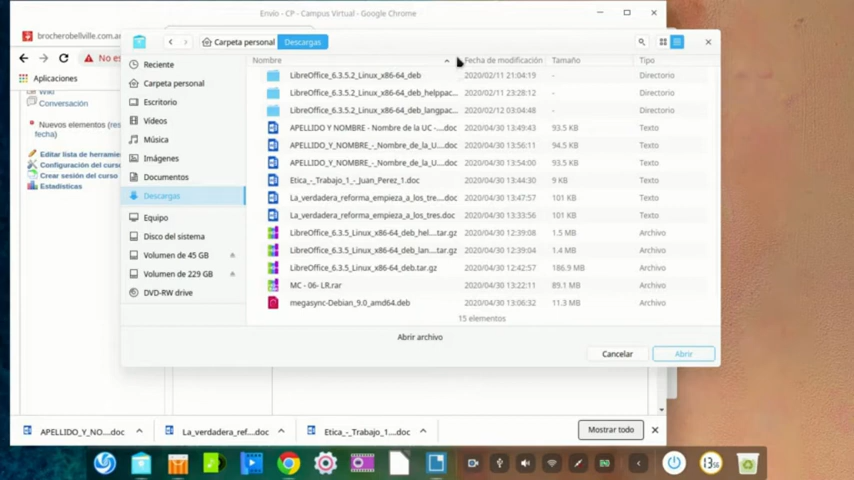 Envío - CP - Campus Virtual - Google Chrome
brocherobellville.com.a
No es
Aplicaciones
Wiki
Conversación
Nuevos elementos (res
fecha)
Editar lista de herramie
Configuración del curs
Crear sesión del curso
Estadísticas
Carpeta personal
Descargas
Reciente
Carpeta personal
Escritorio
Vídeos
Música
Imágenes
Documentos
Descargas
Equipo
Disco del sistema
Volumen de 45 GB
Volumen de 229 GB
DVD-RW drive
Nombre Fecha de modificación Tamaño Tipo
LibreOffice_6.3.5.2_Linux_x86-64_deb 2020/02/11 21:04:19 - Directorio
LibreOffice_6.3.5.2_Linux_x86-64_deb_helppac... 2020/02/11 23:28:12 - Directorio
LibreOffice_6.3.5.2_Linux_x86-64_deb_langpac... 2020/02/12 03:04:48 - Directorio
APELLIDO Y NOMBRE - Nombre de la UC -....doc 2020/04/30 13:49:43 93.5 KB Texto
APELLIDO_Y_NOMBRE_-_Nombre_de_la_U....doc 2020/04/30 13:56:11 94.5 KB Texto
APELLIDO_Y_NOMBRE_-_Nombre_de_la_U....doc 2020/04/30 13:54:00 93.5 KB Texto
Etica_-_Trabajo_1_-_Juan_Perez_1.doc 2020/04/30 13:44:30 9 KB Texto
La_verdadera_reforma_empieza_a_los_tre....doc 2020/04/30 13:47:57 101 KB Texto
La_verdadera_reforma_empieza_a_los_tres.doc 2020/04/30 13:33:56 101 KB Texto
LibreOffice_6.3.5_Linux_x86-64_deb_hel....tar.gz 2020/04/30 12:39:08 1.5 MB Archivo
LibreOffice_6.3.5_Linux_x86-64_deb_lan....tar.gz 2020/04/30 12:39:04 1.4 MB Archivo
LibreOffice_6.3.5_Linux_x86-64_deb.tar.gz 2020/04/30 12:42:57 186.9 MB Archivo
MC - 06- LR.rar 2020/04/30 13:22:11 89.1 MB Archivo
megasync-Debian_9.0_amd64.deb 2020/04/30 13:06:32 11.3 MB Archivo
15 elementos
Abrir archivo
Cancelar
Abrir
APELLIDO_Y_NO....doc
La_verdadera_ref....doc
Etica_-_Trabajo_1....doc
Mostrar todo